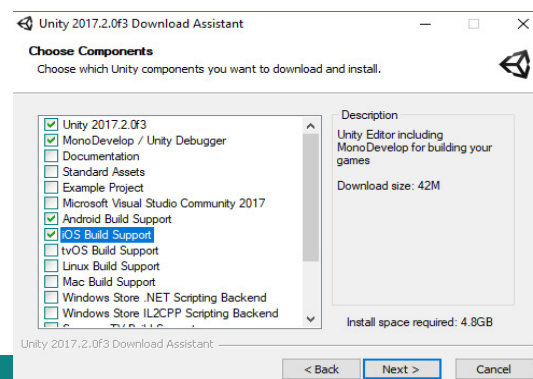 Unity 2017.2.0f3 Download Assistant
Choose Components
Choose which Unity components you want to download and install.
Unity 2017.2.0f3
MonoDevelop / Unity Debugger
Documentation
Standard Assets
Example Project
Microsoft Visual Studio Community 2017
Android Build Support
iOS Build Support
tvOS Build Support
Linux Build Support
Mac Build Support
Windows Store .NET Scripting Backend
Windows Store IL2CPP Scripting Backend
Description
Unity Editor including
MonoDevelop for building your
games
Download size: 42M
Install space required: 4.8GB
Unity 2017.2.0f3 Download Assistant
< Back
Next >
Cancel